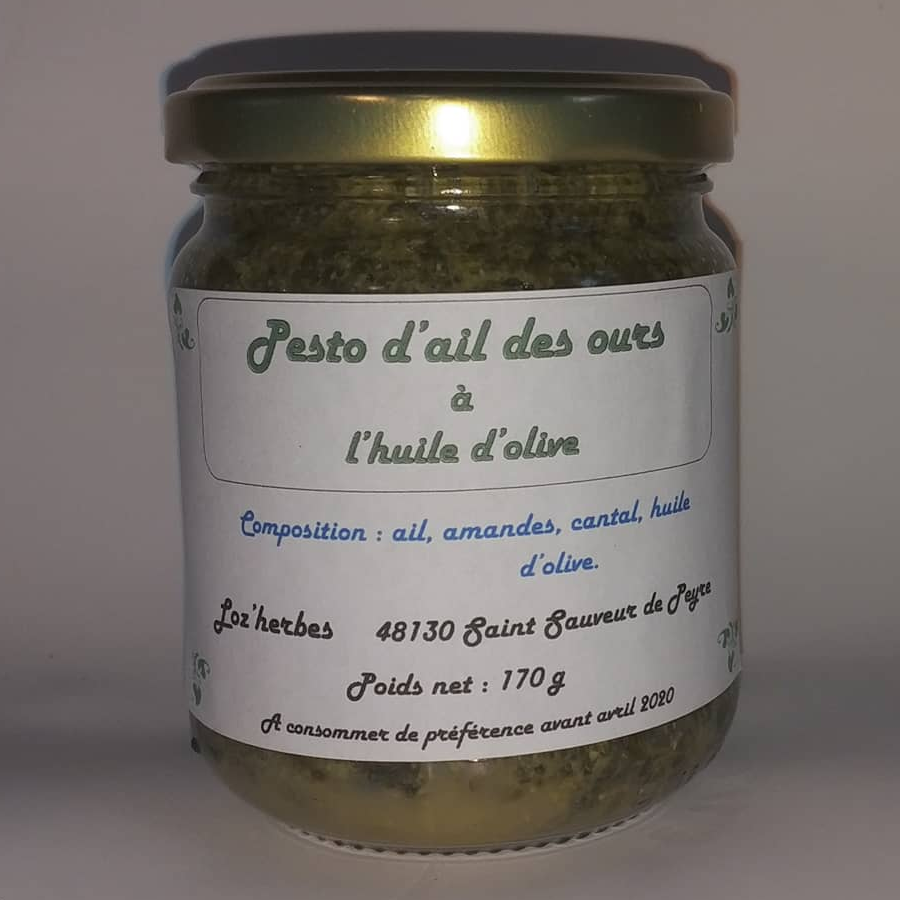 Pesto d'ail des ours
à
l'huile d'olive
Composition : ail, amandes, cantal, huile
d'olive.
Loz'herbes 48130 Saint Sauveur de Peyre
Poids net : 170 g
A consommer de préférence avant avril 2020